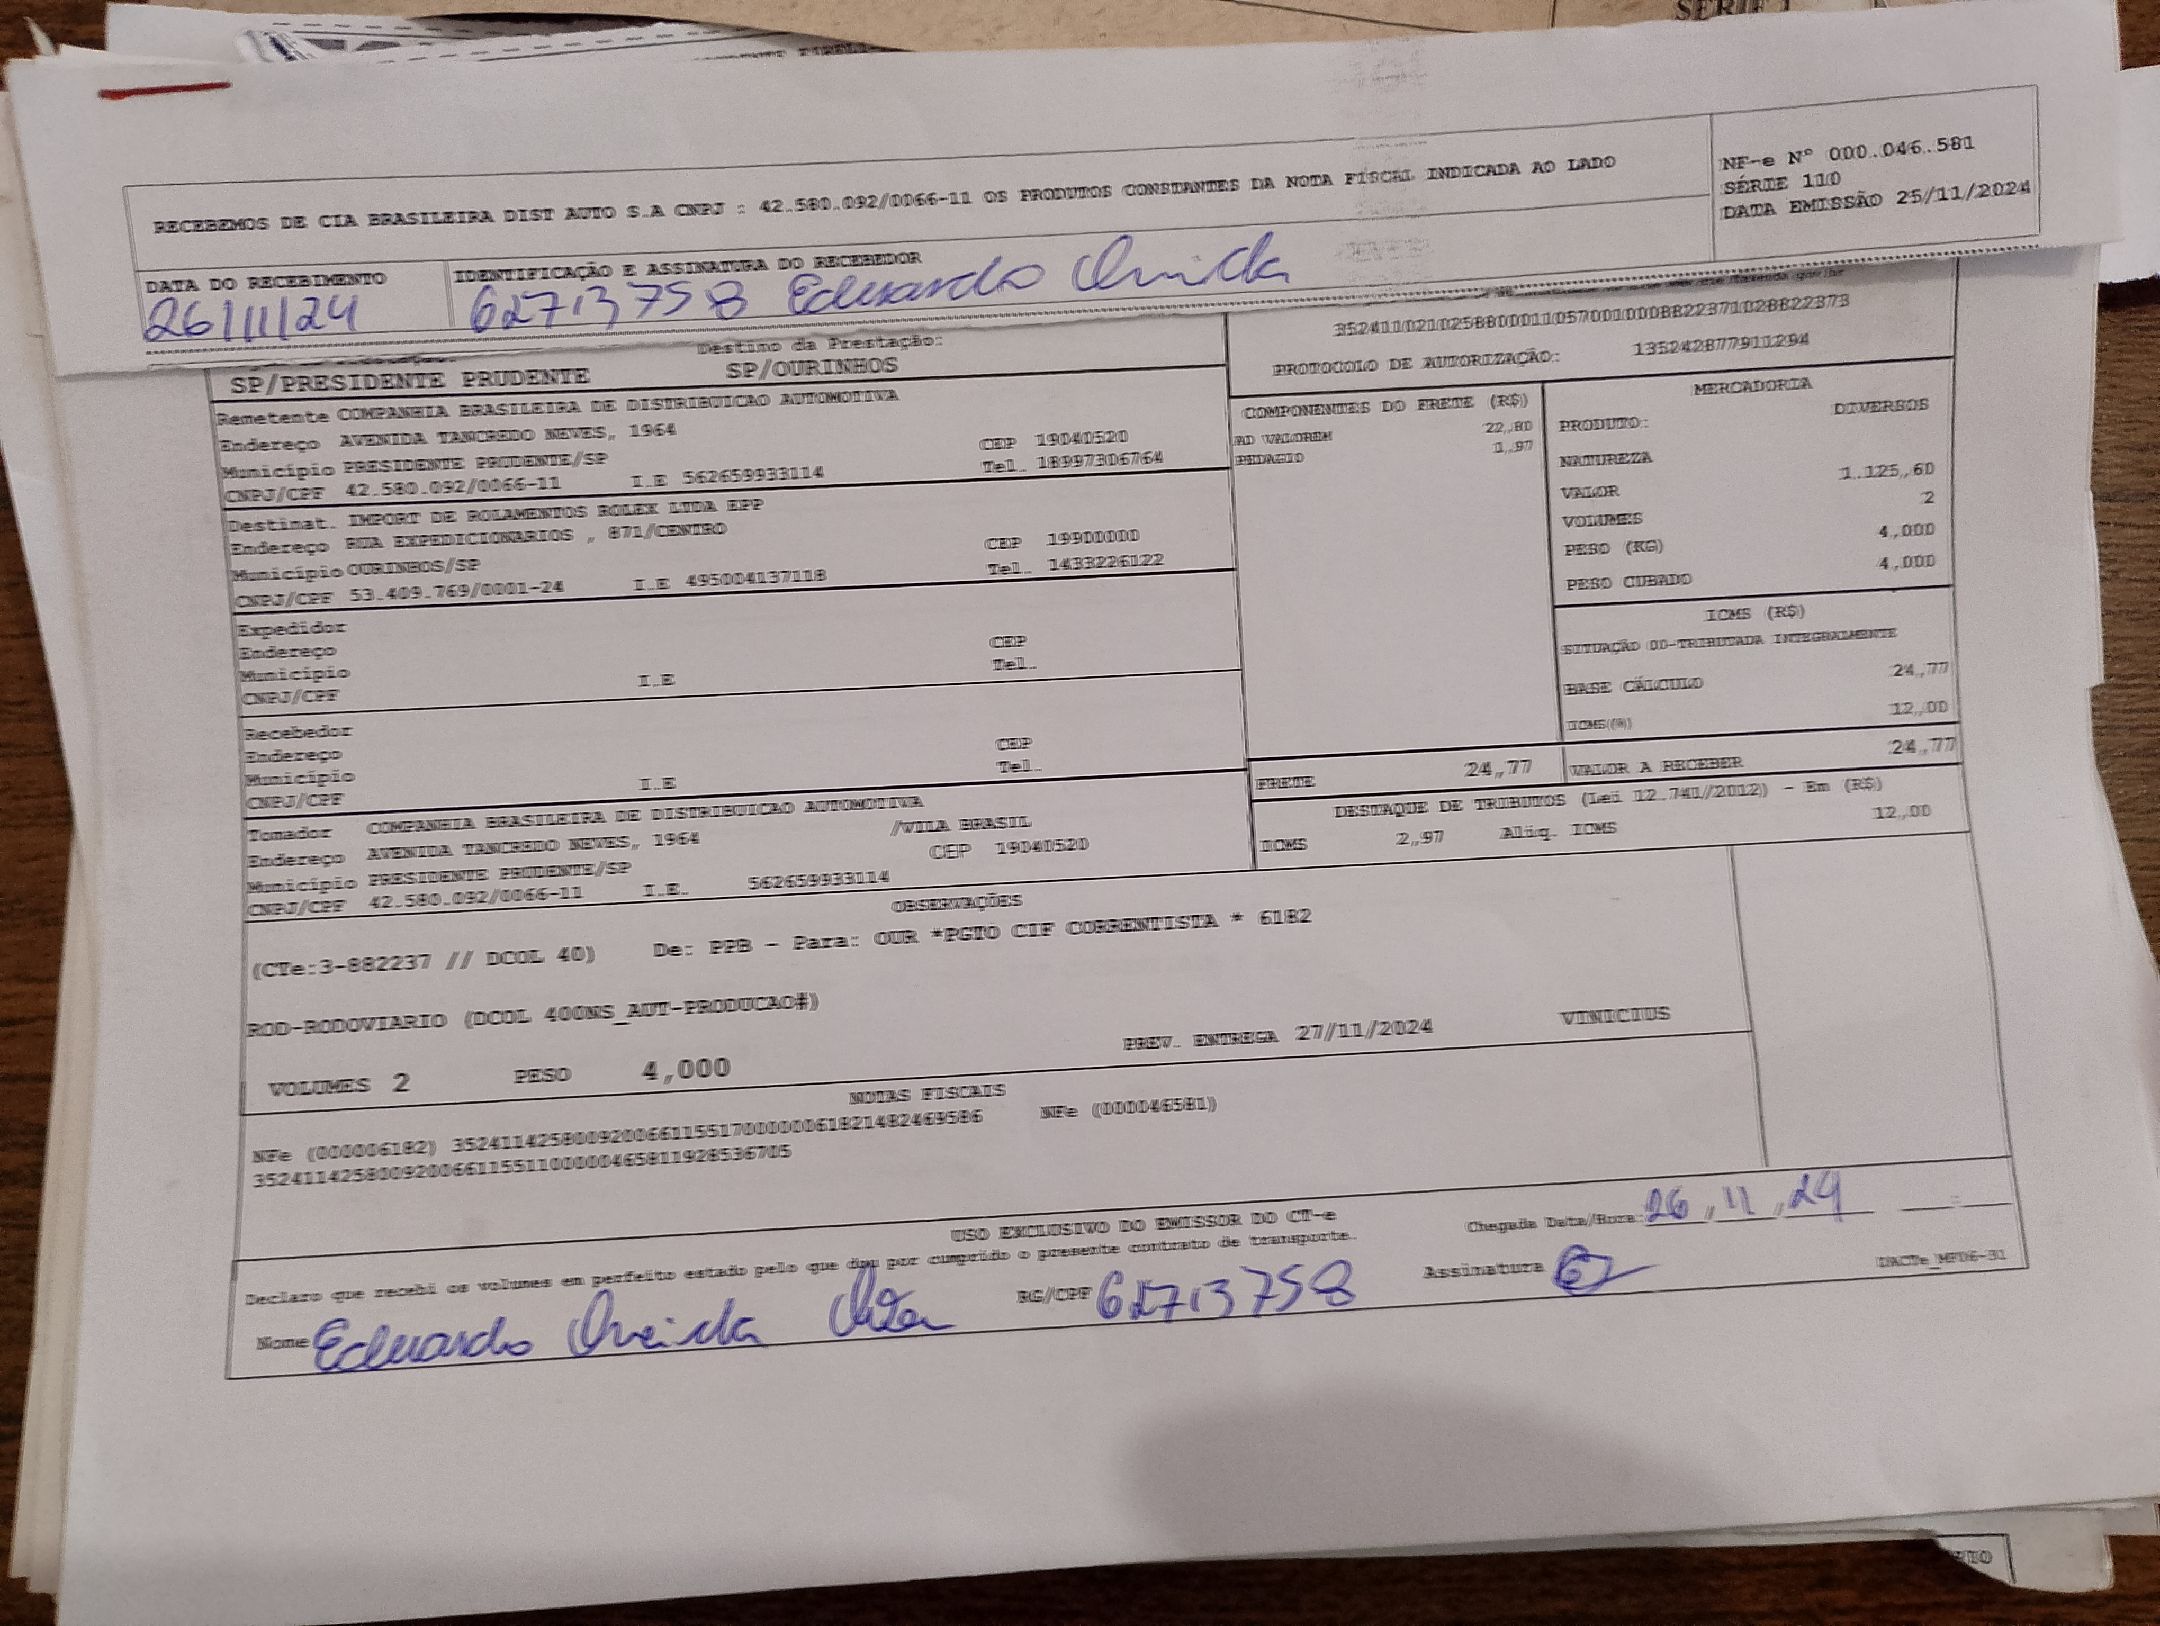 SÉRIE 1
RECEBEMOS DE CIA BRASILEIRA DIST AUTO S.A CNPJ : 42.580.092/0066-11 OS PRODUTOS CONSTANTES DA NOTA FISCAL INDICADA AO LADO
NF-e Nº 000.046.581
SÉRIE 110
DATA EMISSÃO 25/11/2024
DATA DO RECEBIMENTO
26/11/24
IDENTIFICAÇÃO E ASSINATURA DO RECEBEDOR
62713758 Eduardo
Destino da Prestação:
SP/PRESIDENTE PRUDENTE SP/OURINHOS
PROTOCOLO DE AUTORIZAÇÃO: 135242877911294
Remetente COMPANHIA BRASILEIRA DE DISTRIBUICAO AUTOMOTIVA
Endereço AVENIDA TANCREDO NEVES, 1964
Município PRESIDENTE PRUDENTE/SP CEP 19040520
CNPJ/CPF 42.580.092/0066-11 I.E 562659933114 Tel. 18997306764
Destinat. IMPORT DE ROLAMENTOS ROLEX LTDA EPP
Endereço RUA EXPEDICIONARIOS , 871/CENTRO
Município OURINHOS/SP CEP 19900000
CNPJ/CPF 53.409.769/0001-24 I.E 495004137118 Tel. 1433226122
Expedidor
Endereço
Município CEP
CNPJ/CPF I.E Tel.
Recebedor
Endereço
Município CEP
CNPJ/CPF I.E Tel.
Tomador COMPANHIA BRASILEIRA DE DISTRIBUICAO AUTOMOTIVA
Endereço AVENIDA TANCREDO NEVES, 1964 /VILA BRASIL
Município PRESIDENTE PRUDENTE/SP CEP 19040520
CNPJ/CPF 42.580.092/0066-11 I.E. 562659933114
COMPONENTES DO FRETE (R$)
AD VALOREM 22,80
PEDAGIO 1,97
MERCADORIA
PRODUTO: DIVERSOS
NATUREZA
VALOR 1.125,60
VOLUMES 2
PESO (KG) 4,000
PESO CUBADO 4,000
ICMS (R$)
SITUAÇÃO 00-TRIBUTADA INTEGRALMENTE
BASE CÁLCULO 24,77
ICMS(%) 12,00
FRETE 24,77 VALOR A RECEBER 24,77
DESTAQUE DE TRIBUTOS (Lei 12.741/2012) - Em (R$)
ICMS 2,97 Alíq. ICMS 12,00
OBSERVAÇÕES
(CTe:3-882237 // DCOL 40) De: PPB - Para: OUR *PGTO CIF CORRENTISTA * 6182
ROD-RODOVIARIO (DCOL 400NS_AUT-PRODUCAO#)
VOLUMES 2 PESO 4,000 PREV. ENTREGA 27/11/2024 VINICIUS
NOTAS FISCAIS
NFe (000006182) 35241142580092006611551700000061821482469586 NFe (000046581)
35241142580092006611551100000465811928536705
USO EXCLUSIVO DO EMISSOR DO CT-e
Declaro que recebi os volumes em perfeito estado pelo que dou por cumprido o presente contrato de transporte.
Chegada Data/Hora: 26 , 11 , 24
Nome Eduardo RG/CPF 62713758 Assinatura
DACTe_MFD6-31